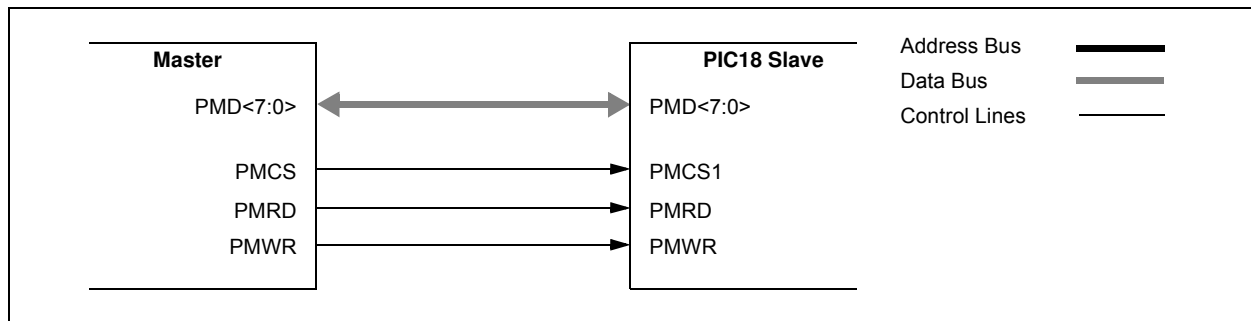 Master
PIC18 Slave
Address Bus
Data Bus
Control Lines
PMD<7:0>
PMD<7:0>
PMCS
PMCS1
PMRD
PMRD
PMWR
PMWR